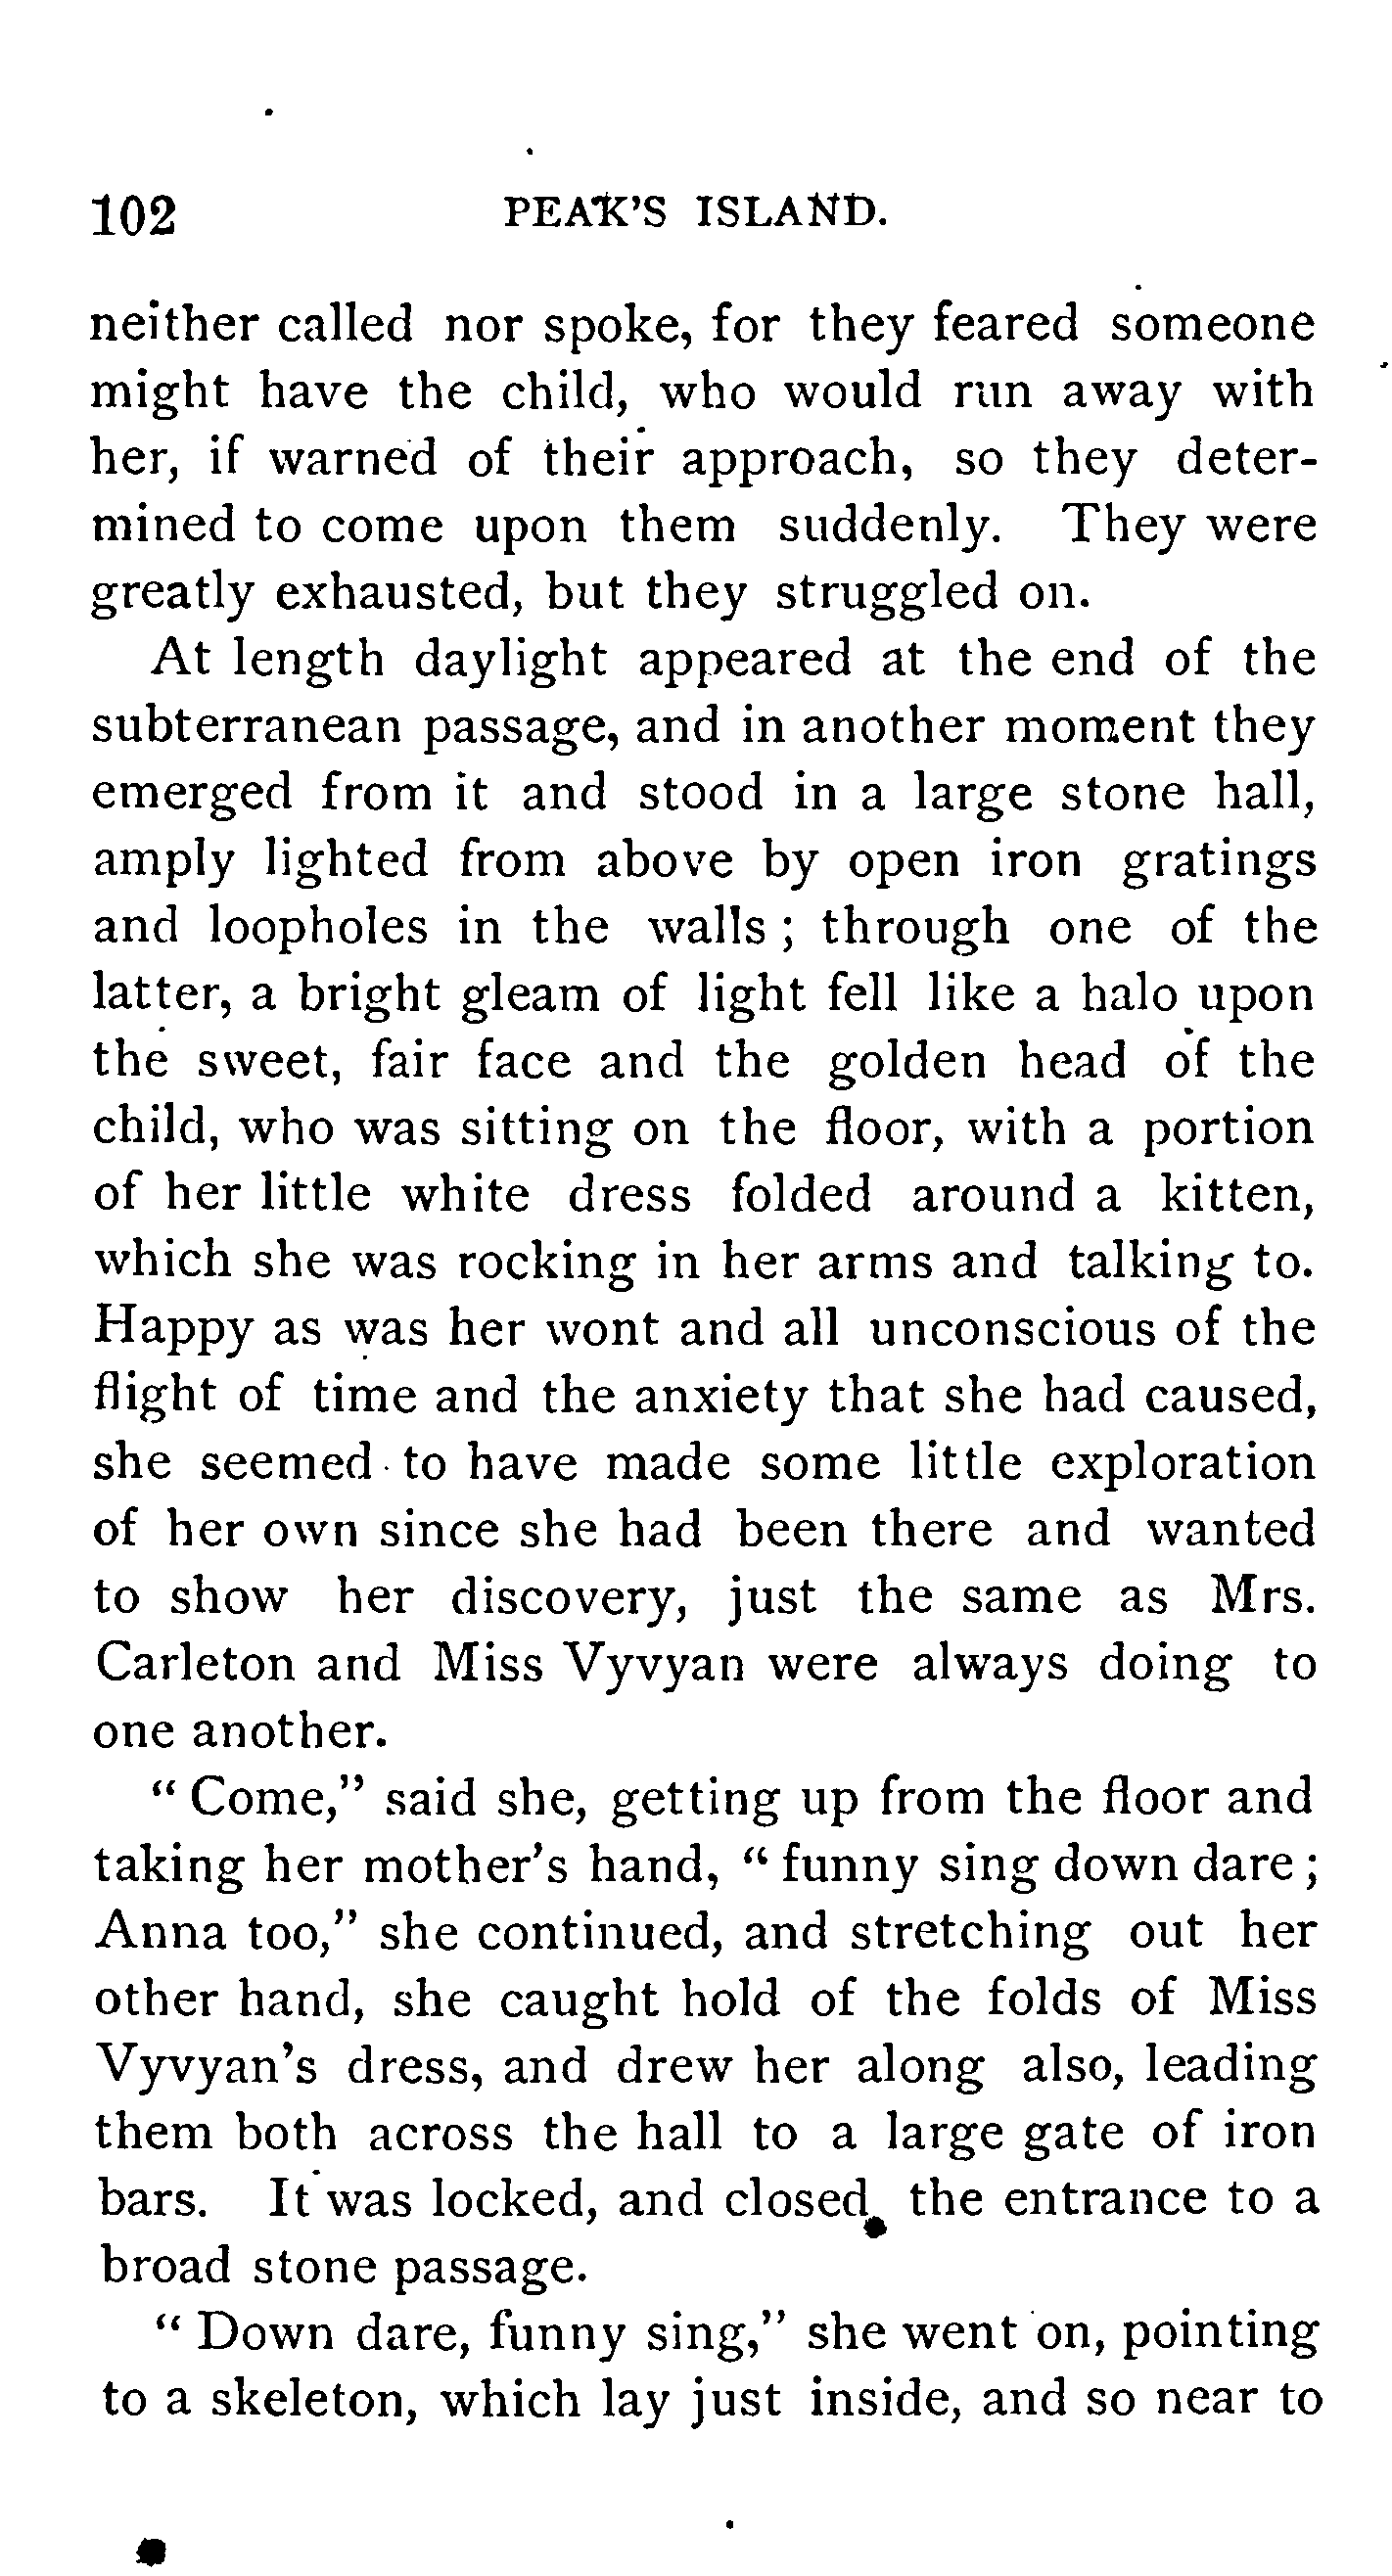 102 PEAK'S ISLAND.
neither called nor spoke, for they feared someone
might have the child, who would run away with
her, if warned of their approach, so they deter-
mined to come upon them suddenly. They were
greatly exhausted, but they struggled on.
At length daylight appeared at the end of the
subterranean passage, and in another moment they
emerged from it and stood in a large stone hall,
amply lighted from above by open iron gratings
and loopholes in the walls ; through one of the
latter, a bright gleam of light fell like a halo upon
the sweet, fair face and the golden head of the
child, who was sitting on the floor, with a portion
of her little white dress folded around a kitten,
which she was rocking in her arms and talking to.
Happy as was her wont and all unconscious of the
flight of time and the anxiety that she had caused,
she seemed to have made some little exploration
of her own since she had been there and wanted
to show her discovery, just the same as Mrs.
Carleton and Miss Vyvyan were always doing to
one another.
“ Come,” said she, getting up from the floor and
taking her mother’s hand, “ funny sing down dare ;
Anna too,” she continued, and stretching out her
other hand, she caught hold of the folds of Miss
Vyvyan’s dress, and drew her along also, leading
them both across the hall to a large gate of iron
bars. It was locked, and closed the entrance to a
broad stone passage.
“ Down dare, funny sing,” she went on, pointing
to a skeleton, which lay just inside, and so near to